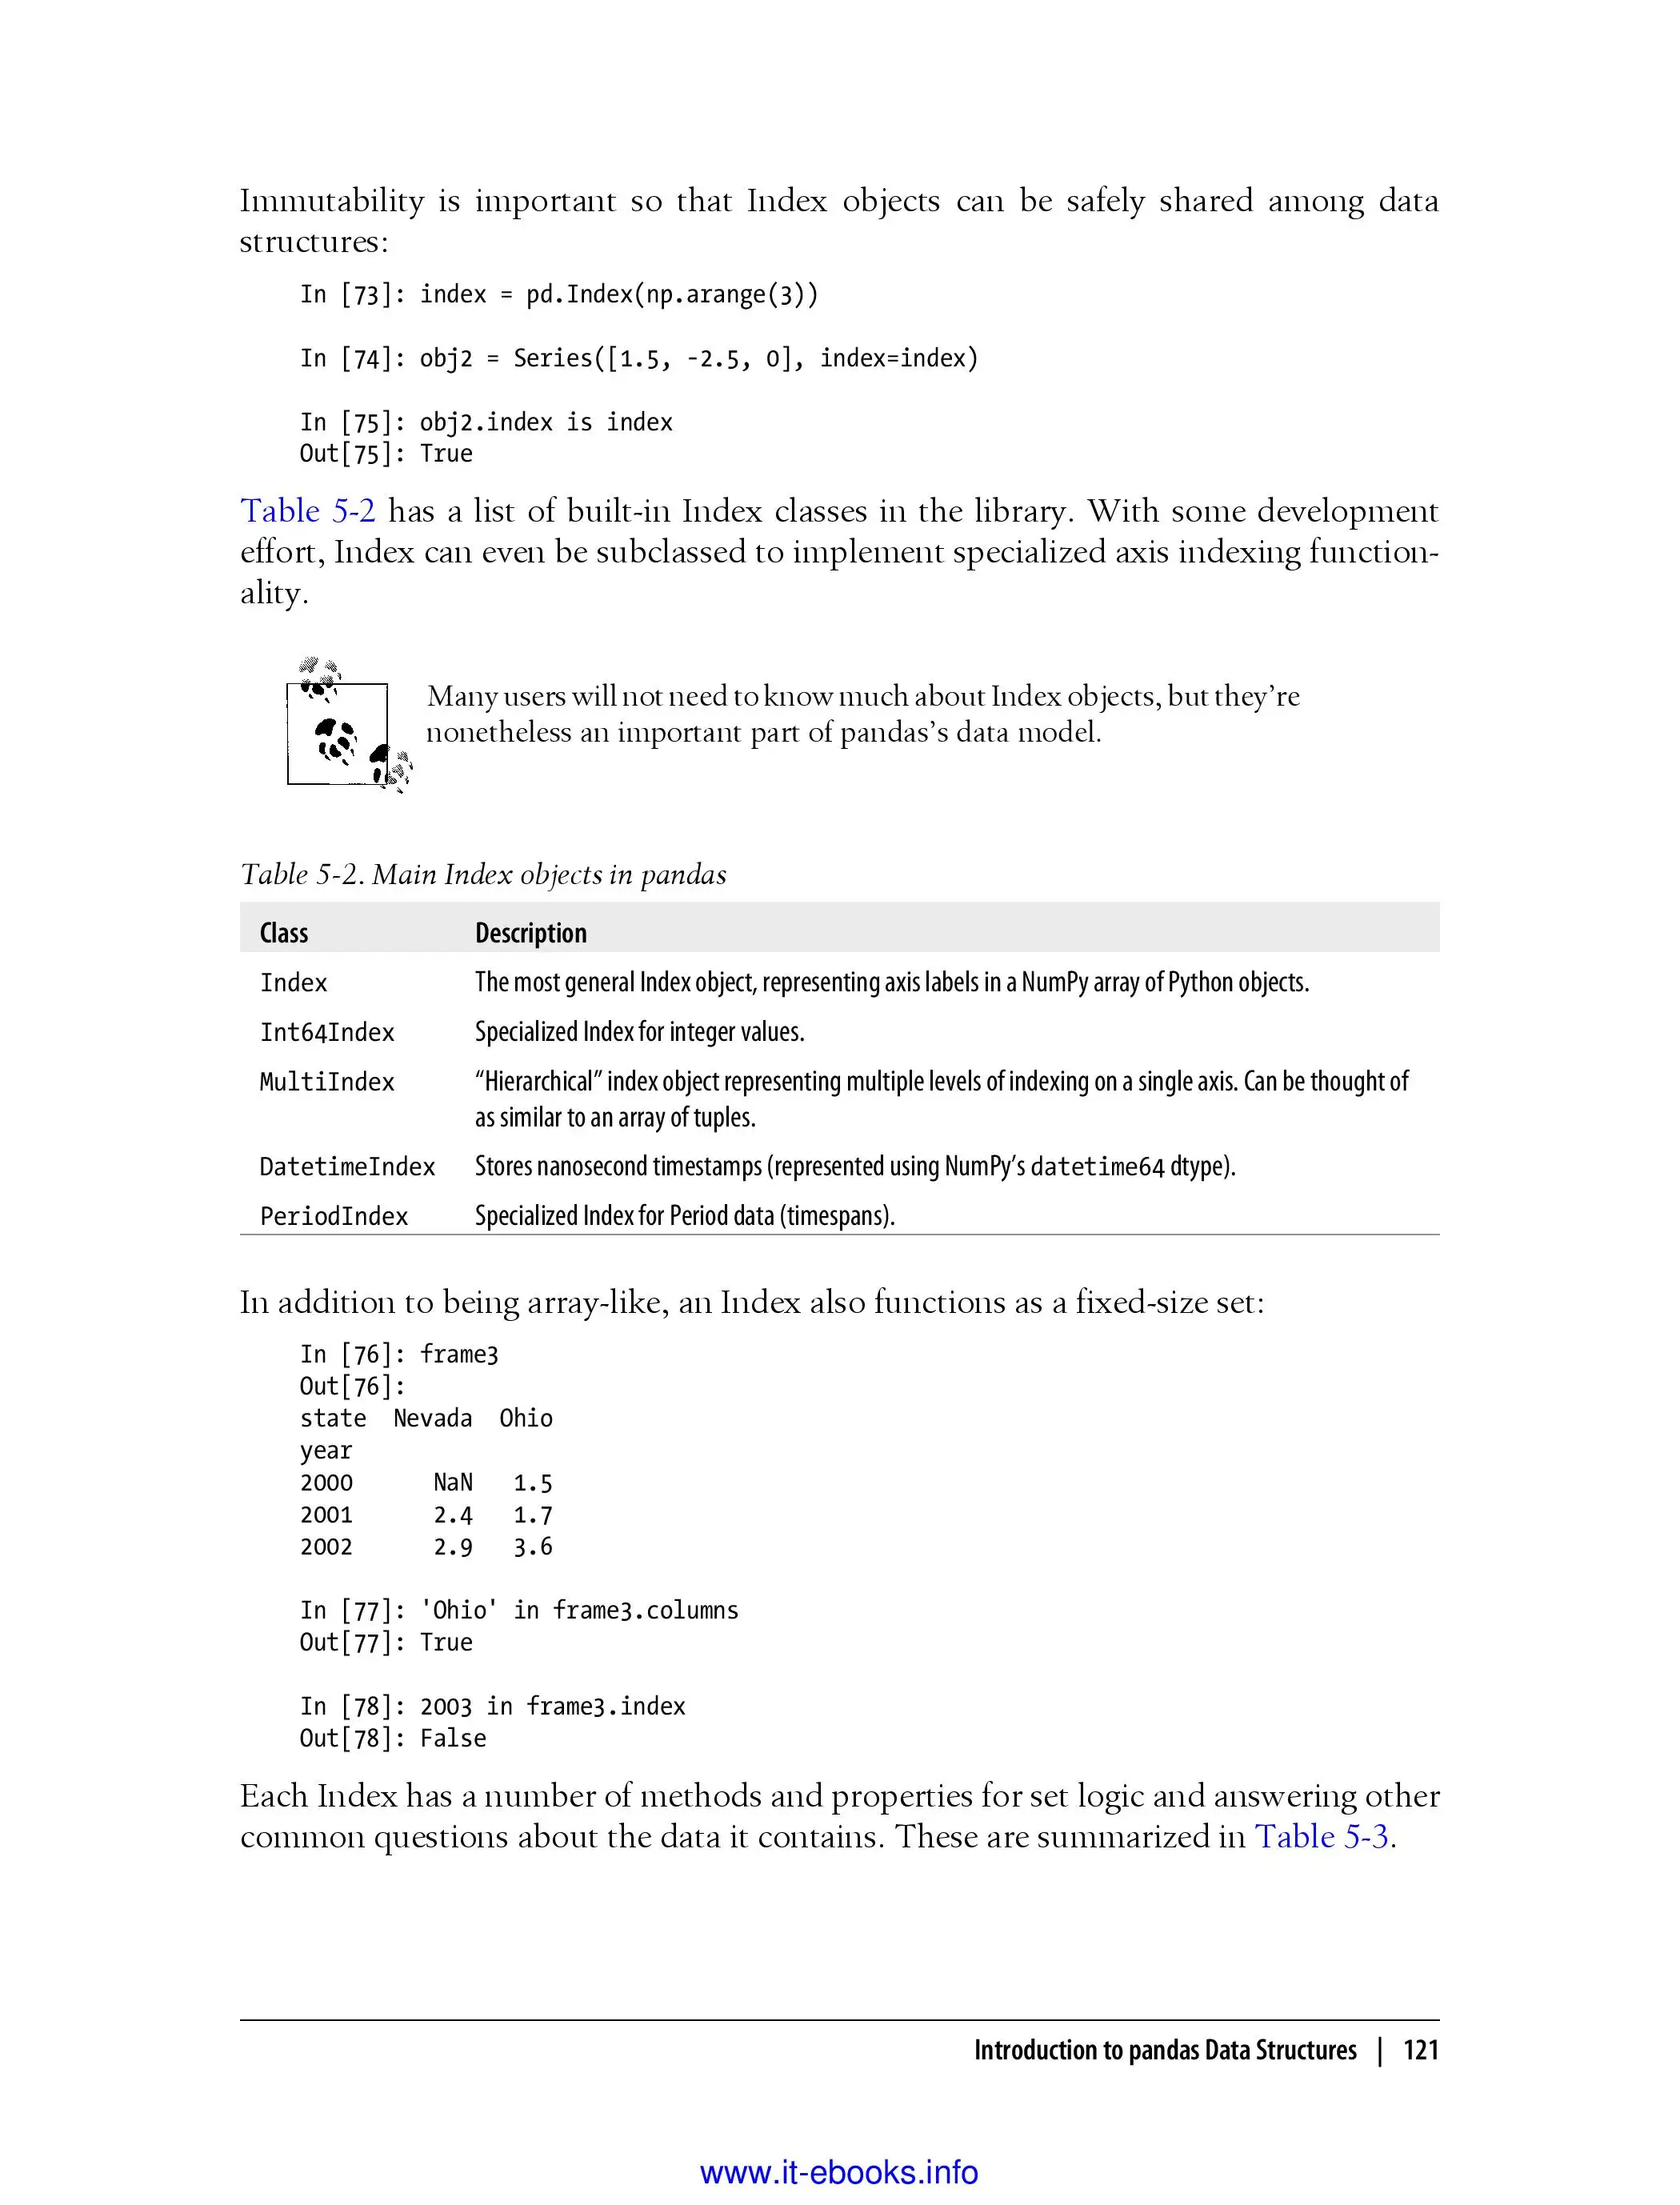 Immutability is important so that Index objects can be safely shared among data
structures:
In [73]: index = pd.Index(np.arange(3))
In [74]: obj2 = Series([1.5, -2.5, 0], index=index)
In [75]: obj2.index is index
Out[75]: True
Table 5-2 has a list of built-in Index classes in the library. With some development
effort, Index can even be subclassed to implement specialized axis indexing function-
ality.
Many users will not need to know much about Index objects, but they’re
nonetheless an important part of pandas’s data model.
Table 5-2. Main Index objects in pandas
Class Description
Index The most general Index object, representing axis labels in a NumPy array of Python objects.
Int64Index Specialized Index for integer values.
MultiIndex “Hierarchical” index object representing multiple levels of indexing on a single axis. Can be thought of
as similar to an array of tuples.
DatetimeIndex Stores nanosecond timestamps (represented using NumPy’s datetime64 dtype).
PeriodIndex Specialized Index for Period data (timespans).
In addition to being array-like, an Index also functions as a fixed-size set:
In [76]: frame3
Out[76]:
state  Nevada  Ohio
year
2000      NaN   1.5
2001      2.4   1.7
2002      2.9   3.6
In [77]: 'Ohio' in frame3.columns
Out[77]: True
In [78]: 2003 in frame3.index
Out[78]: False
Each Index has a number of methods and properties for set logic and answering other
common questions about the data it contains. These are summarized in Table 5-3.
Introduction to pandas Data Structures | 121
www.it-ebooks.info